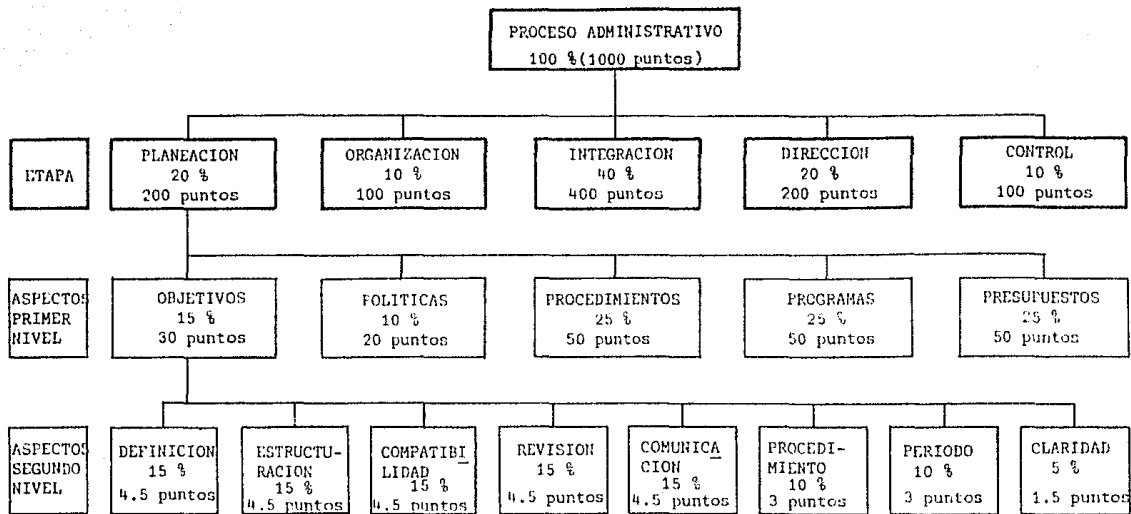 PROCESO ADMINISTRATIVO
100 %(1000 puntos)
ETAPA
PLANEACION
20 %
200 puntos
ORGANIZACION
10 %
100 puntos
INTEGRACION
40 %
400 puntos
DIRECCION
20 %
200 puntos
CONTROL
10 %
100 puntos
ASPECTOS
PRIMER
NIVEL
OBJETIVOS
15 %
30 puntos
POLITICAS
10 %
20 puntos
PROCEDIMIENTOS
25 %
50 puntos
PROGRAMAS
25 %
50 puntos
PRESUPUESTOS
25 %
50 puntos
ASPECTOS
SEGUNDO
NIVEL
DEFINICION
15 %
4.5 puntos
ESTRUCTU-
RACION
15 %
4.5 puntos
COMPATIBI
LIDAD
15 %
4.5 puntos
REVISION
15 %
4.5 puntos
COMUNICA
CION
15 %
4.5 puntos
PROCEDI-
MIENTO
10 %
3 puntos
PERIODO
10 %
3 puntos
CLARIDAD
5 %
1.5 puntos